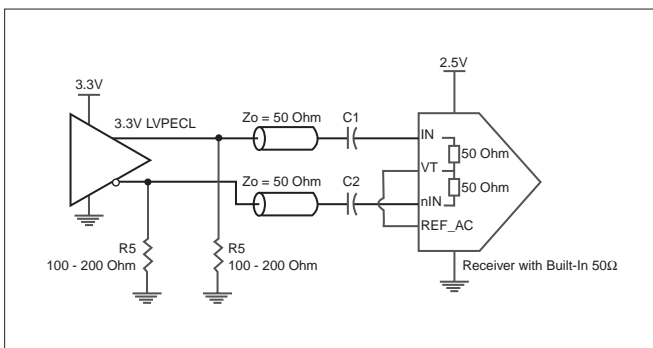 3.3V
3.3V LVPECL
Zo = 50 Ohm
C1
2.5V
IN
50 Ohm
VT
50 Ohm
Zo = 50 Ohm
C2
nIN
REF_AC
R5
100 - 200 Ohm
R5
100 - 200 Ohm
Receiver with Built-In 50Ω